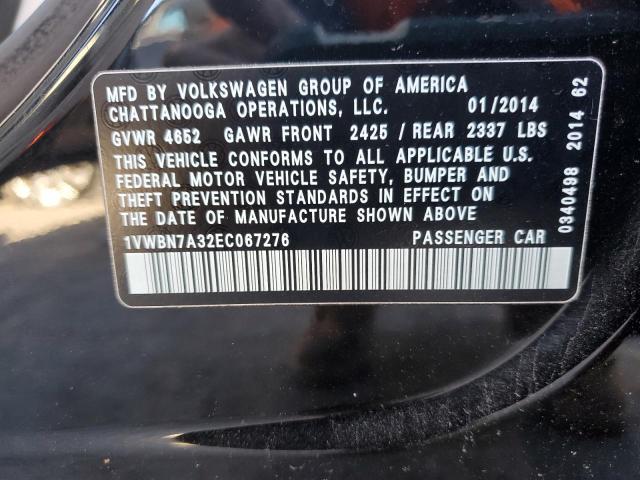 MFD BY VOLKSWAGEN GROUP OF AMERICA
CHATTANOOGA OPERATIONS, LLC. 01/2014
GVWR 4652 GAWR FRONT 2425 / REAR 2337 LBS
THIS VEHICLE CONFORMS TO ALL APPLICABLE U.S.
FEDERAL MOTOR VEHICLE SAFETY, BUMPER AND
THEFT PREVENTION STANDARDS IN EFFECT ON
THE DATE OF MANUFACTURE SHOWN ABOVE
1VWBN7A32EC067276 PASSENGER CAR
0340498 2014 62